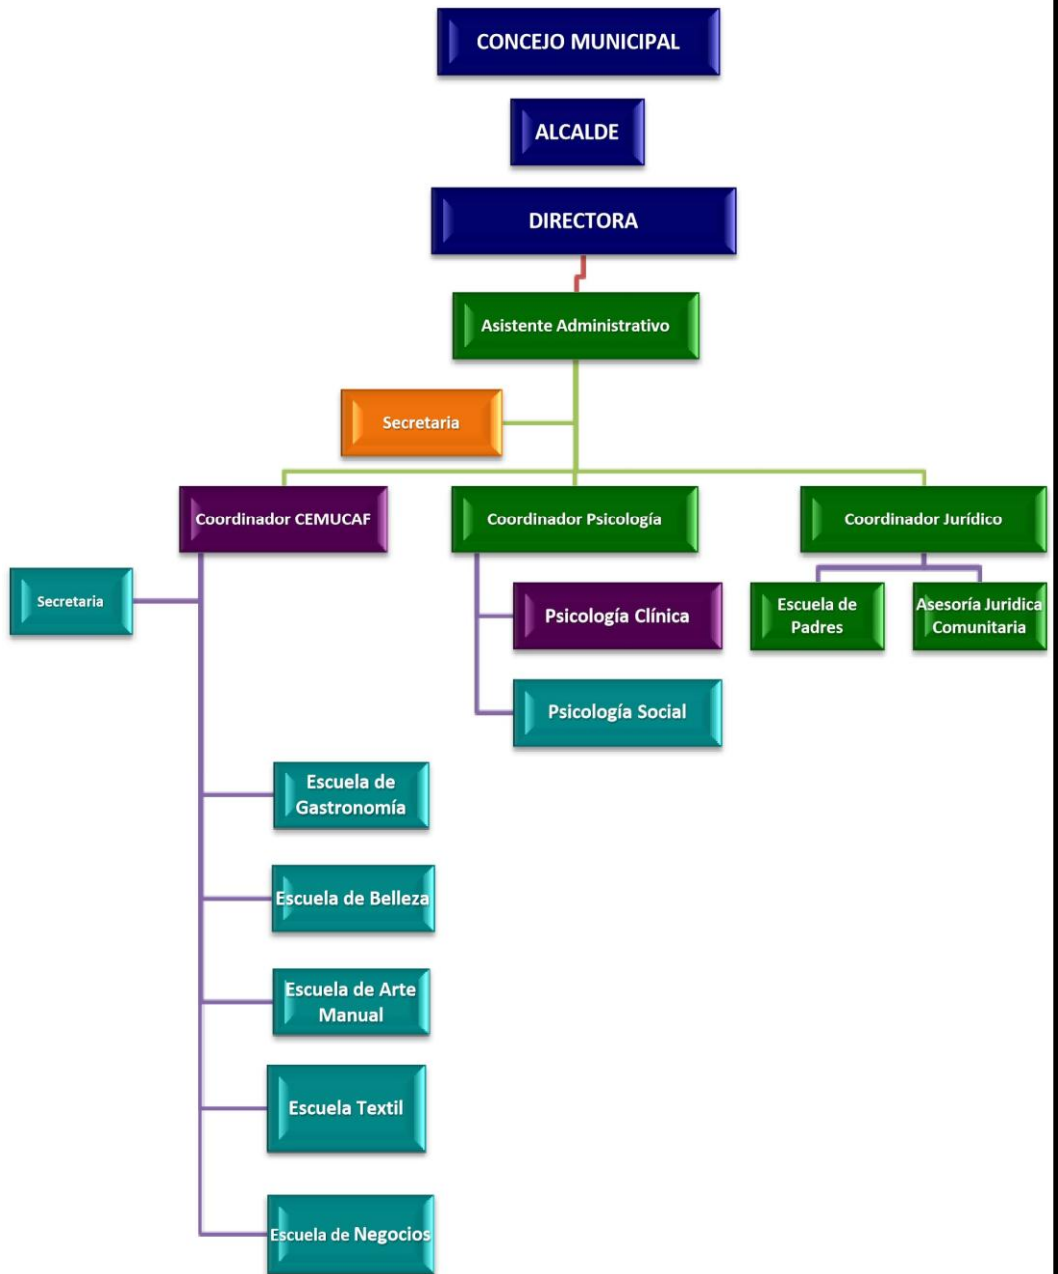 CONCEJO MUNICIPAL
ALCALDE
DIRECTORA
Asistente Administrativo
Secretaria
Coordinador CEMUCAF
Coordinador Psicología
Coordinador Jurídico
Secretaria
Psicología Clínica
Escuela de
Padres
Asesoría Juridica
Comunitaria
Psicología Social
Escuela de
Gastronomía
Escuela de Belleza
Escuela de Arte
Manual
Escuela Textil
Escuela de Negocios